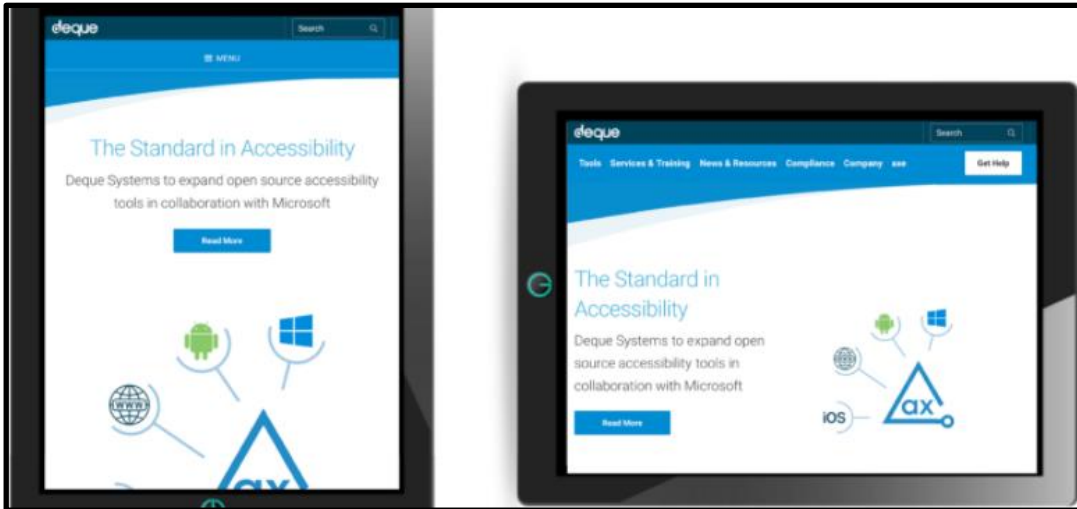 deque
Search
MENU
The Standard in Accessibility
Deque Systems to expand open source accessibility
tools in collaboration with Microsoft
Read More
www
ax
deque
Search
Tools Services & Training News & Resources Compliance Company axe
Get Help
The Standard in
Accessibility
Deque Systems to expand open
source accessibility tools in
collaboration with Microsoft
Read More
www
iOS
ax